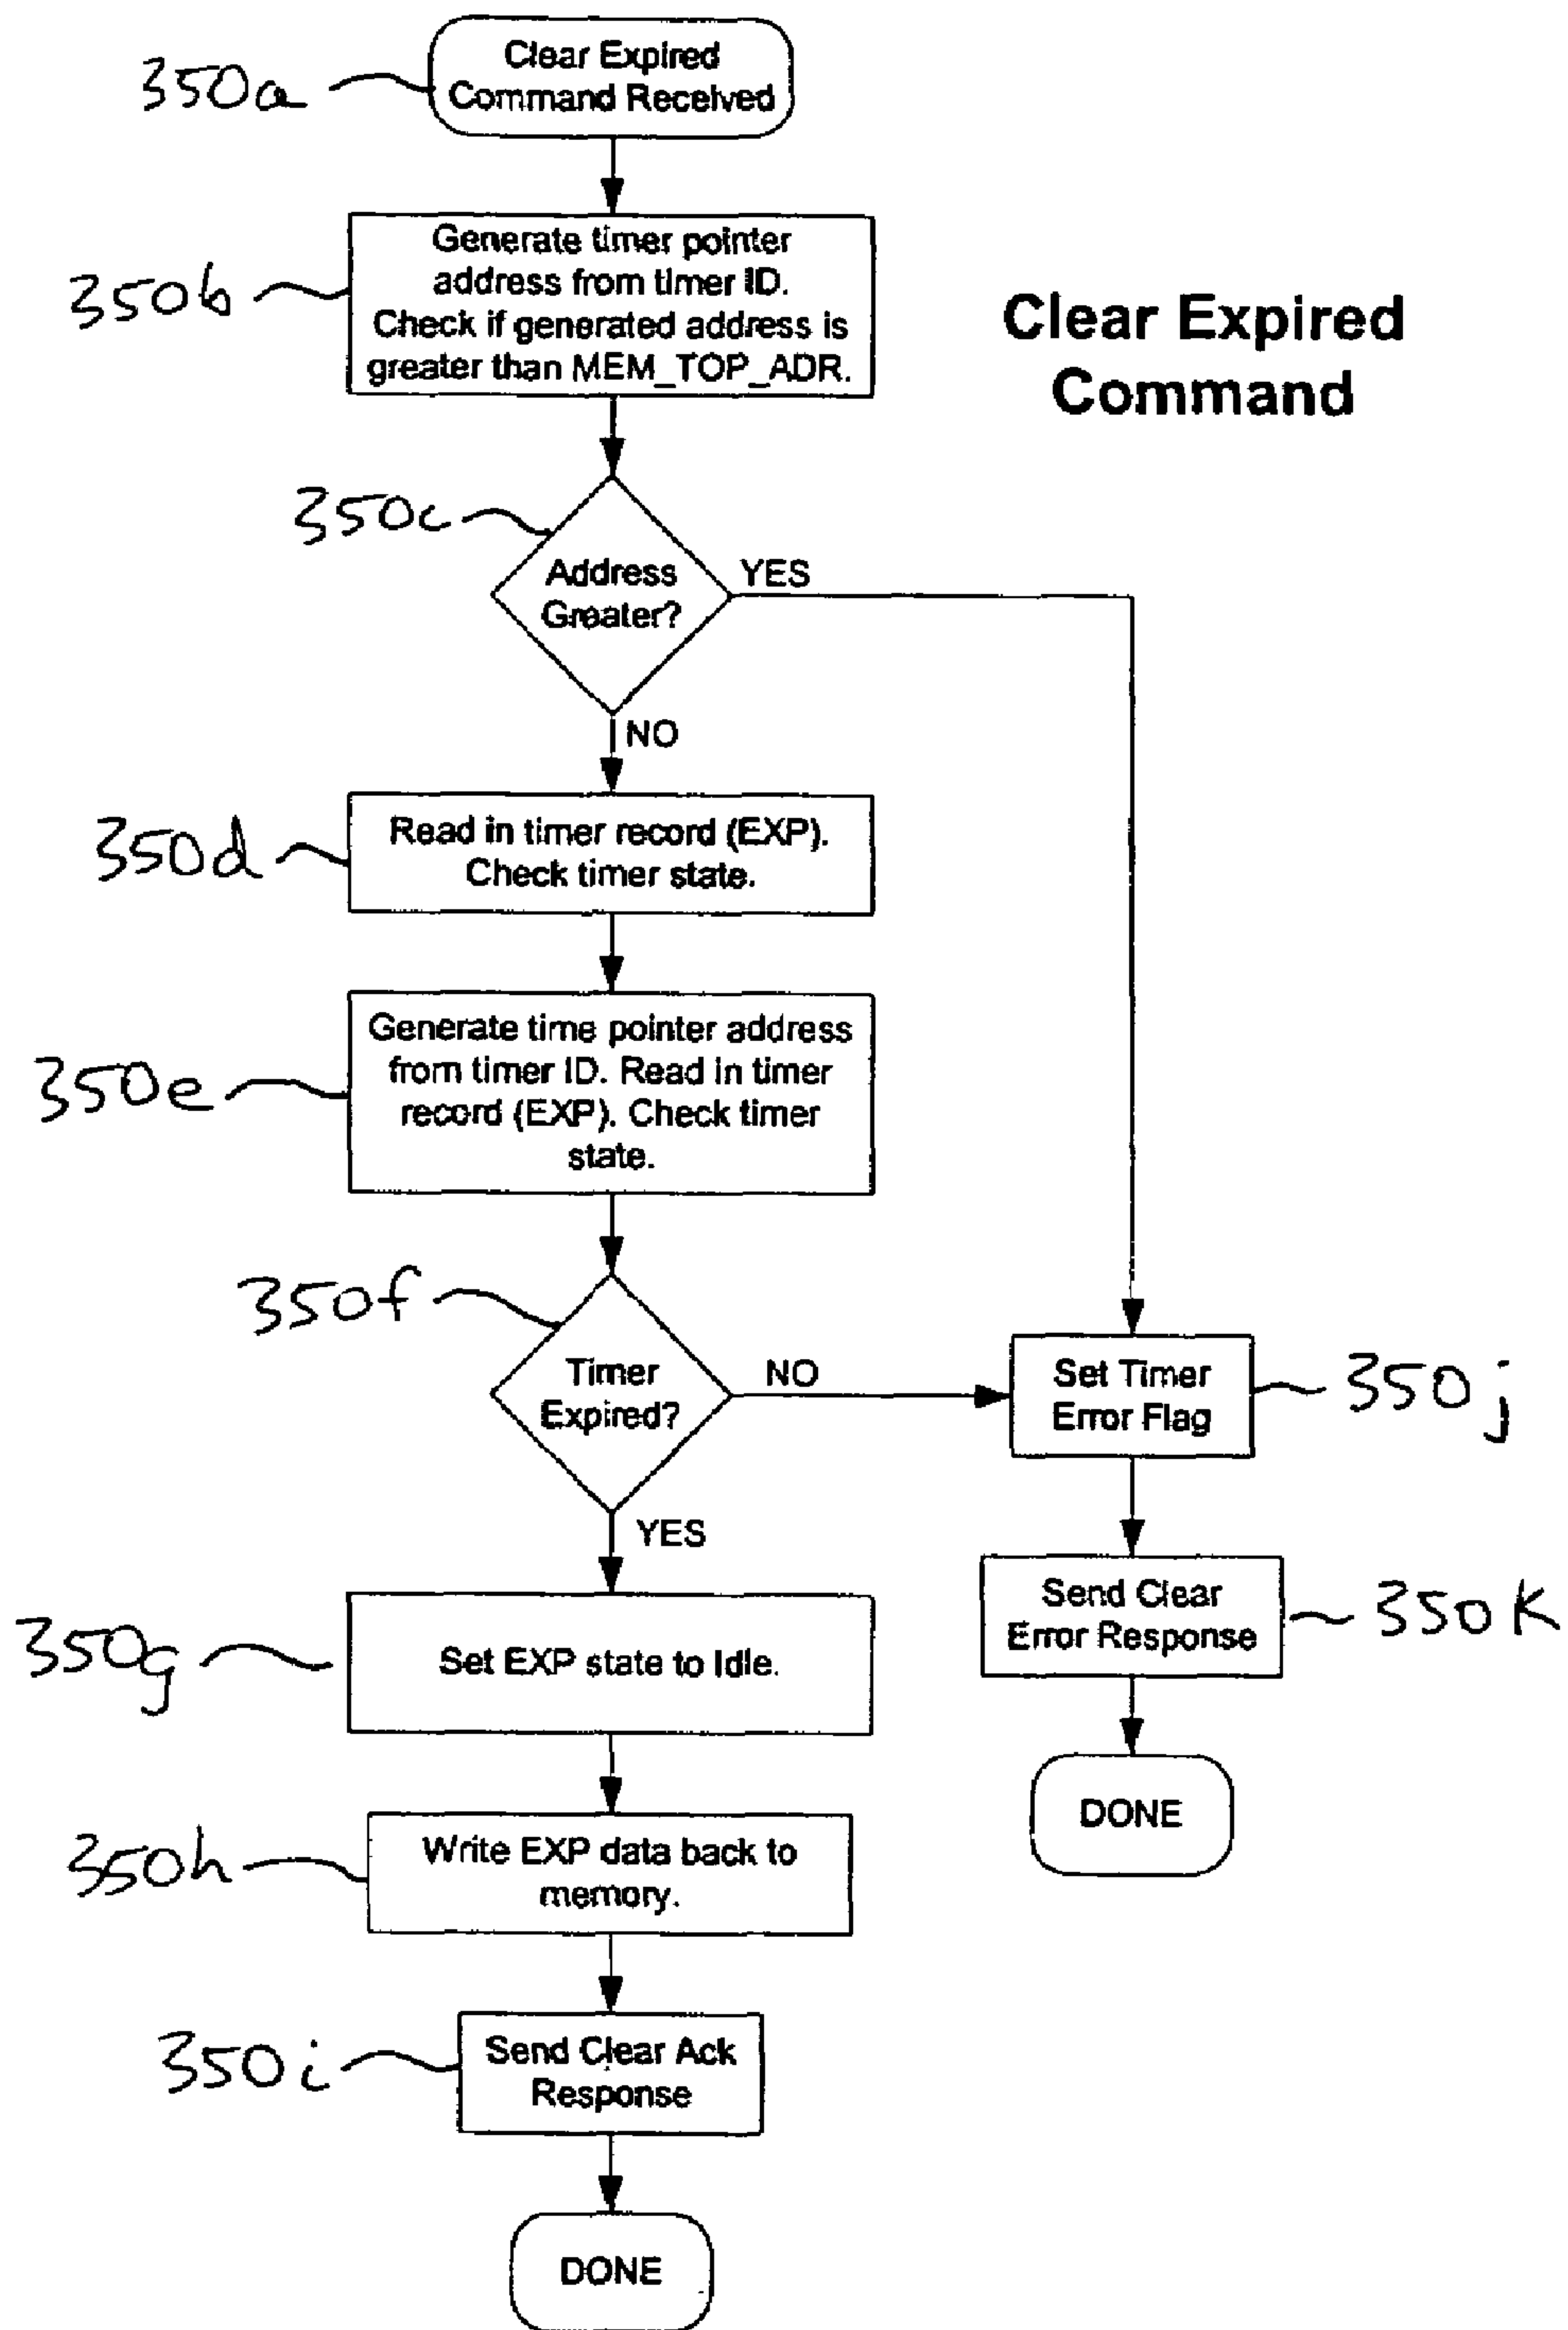 350a
Clear Expired
Command Received
350b
Generate timer pointer
address from timer ID.
Check if generated address is
greater than MEM_TOP_ADR.
Clear Expired
Command
350c
Address
Greater?
YES
NO
350d
Read in timer record (EXP).
Check timer state.
350e
Generate time pointer address
from timer ID. Read in timer
record (EXP). Check timer
state.
350f
Timer
Expired?
NO
YES
Set Timer
Error Flag
350j
Send Clear
Error Response
350K
DONE
350g
Set EXP state to Idle.
350h
Write EXP data back to
memory.
350i
Send Clear Ack
Response
DONE